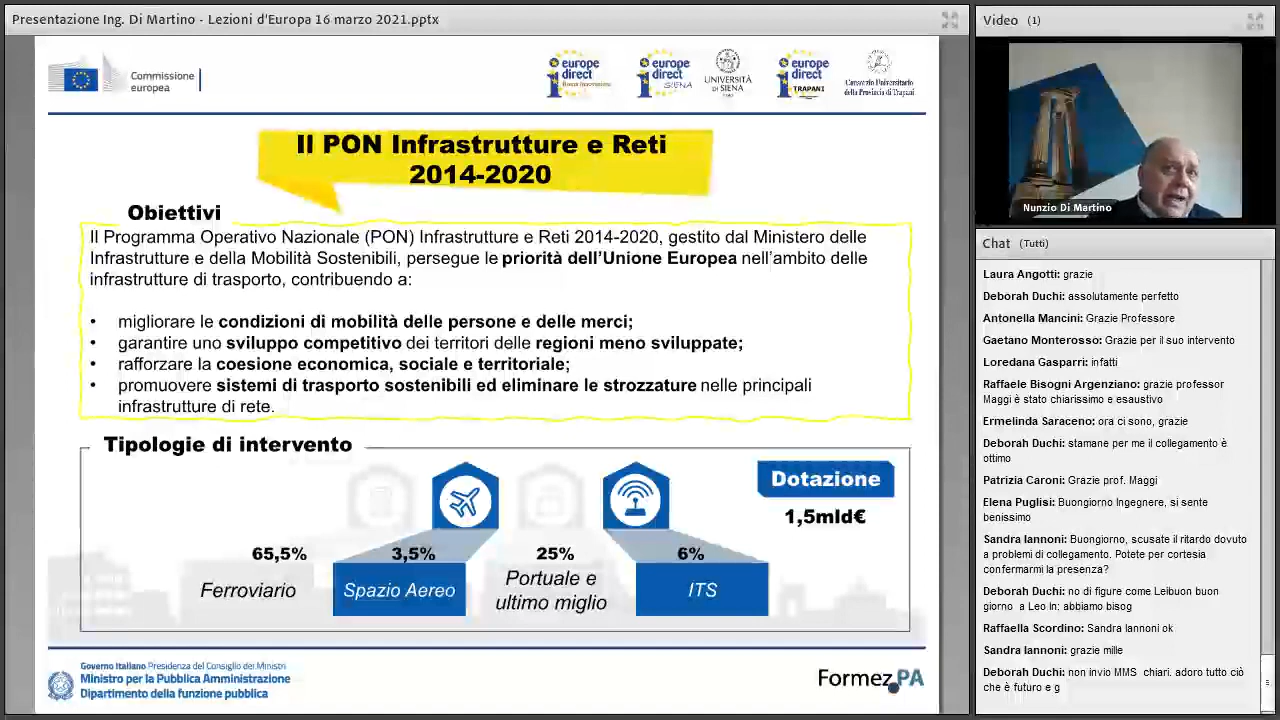 Presentazione Ing. Di Martino - Lezioni d'Europa 16 marzo 2021.pptx
Commissione
europea
europe
direct
europe
direct
SIENA
UNIVERSITÀ
DI SIENA
europe
direct
TRAPANI
Consorzio Universitario
della Provincia di Trapani
Il PON Infrastrutture e Reti
2014-2020
Obiettivi
Il Programma Operativo Nazionale (PON) Infrastrutture e Reti 2014-2020, gestito dal Ministero delle
Infrastrutture e della Mobilità Sostenibili, persegue le priorità dell'Unione Europea nell'ambito delle
infrastrutture di trasporto, contribuendo a:
• migliorare le condizioni di mobilità delle persone e delle merci;
• garantire uno sviluppo competitivo dei territori delle regioni meno sviluppate;
• rafforzare la coesione economica, sociale e territoriale;
• promuovere sistemi di trasporto sostenibili ed eliminare le strozzature nelle principali
infrastrutture di rete.
Tipologie di intervento
Dotazione
1,5mld€
65,5% 3,5% 25% 6%
Ferroviario Spazio Aereo Portuale e
ultimo miglio ITS
Governo Italiano Presidenza del Consiglio dei Ministri
Ministro per la Pubblica Amministrazione
Dipartimento della funzione pubblica
Formez.PA
Video (1)
Nunzio Di Martino
Chat (Tutti)
Laura Angotti: grazie
Deborah Duchi: assolutamente perfetto
Antonella Mancini: Grazie Professore
Gaetano Monterosso: Grazie per il suo intervento
Loredana Gasparri: infatti
Raffaele Bisogni Argenziano: grazie professor
Maggi è stato chiarissimo e esaustivo
Ermelinda Saraceno: ora ci sono, grazie
Deborah Duchi: stamane per me il collegamento è
ottimo
Patrizia Caroni: Grazie prof. Maggi
Elena Puglisi: Buongiorno Ingegnere, si sente
benissimo
Sandra Iannoni: Buongiorno, scusate il ritardo dovuto
a problemi di collegamento. Potete per cortesia
confermarmi la presenza?
Deborah Duchi: no di figure come Leibuon buon
giorno a Leo in: abbiamo bisog
Raffaella Scordino: Sandra Iannoni ok
Sandra Iannoni: grazie mille
Deborah Duchi: non invio MMS chiari. adoro tutto ciò
che è futuro e g